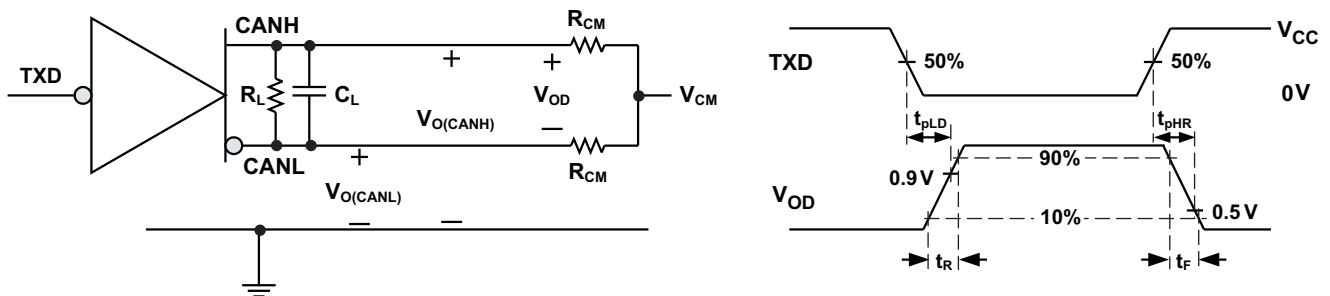 CANH
R_CM
TXD
R_L
C_L
+
+
V_OD
V_CM
V_O(CANH)
—
CANL
+
R_CM
V_O(CANL)
— —
TXD
50%
50%
V_CC
0 V
t_pLD
t_pHR
90%
0.9 V
V_OD
10%
0.5 V
t_R
t_F